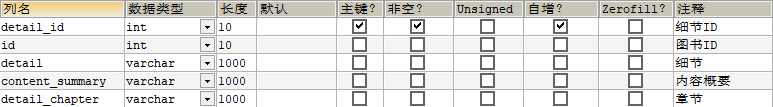 列名 数据类型 长度 默认 主键? 非空? Unsigned 自增? Zerofill? 注释
detail_id int 10 细节ID
id int 10 图书ID
detail varchar 1000 细节
content_summary varchar 1000 内容概要
detail_chapter varchar 1000 章节